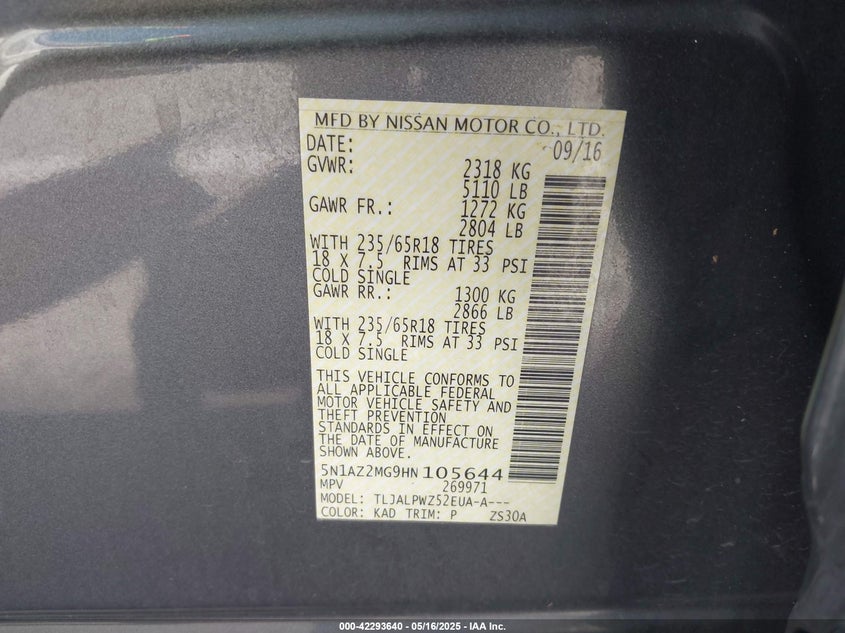 MFD BY NISSAN MOTOR CO., LTD.
DATE: 09/16
GVWR: 2318 KG
5110 LB
GAWR FR.: 1272 KG
2804 LB
WITH 235/65R18 TIRES
18 X 7.5 RIMS AT 33 PSI
COLD SINGLE
GAWR RR.: 1300 KG
2866 LB
WITH 235/65R18 TIRES
18 X 7.5 RIMS AT 33 PSI
COLD SINGLE
THIS VEHICLE CONFORMS TO
ALL APPLICABLE FEDERAL
MOTOR VEHICLE SAFETY AND
THEFT PREVENTION
STANDARDS IN EFFECT ON
THE DATE OF MANUFACTURE
SHOWN ABOVE.
5N1AZ2MG9HN105644
MPV 269971
MODEL: TLJALPWZ52EUA-A---
COLOR: KAD TRIM: P ZS30A
000-42293640 - 05/16/2025 - IAA Inc.